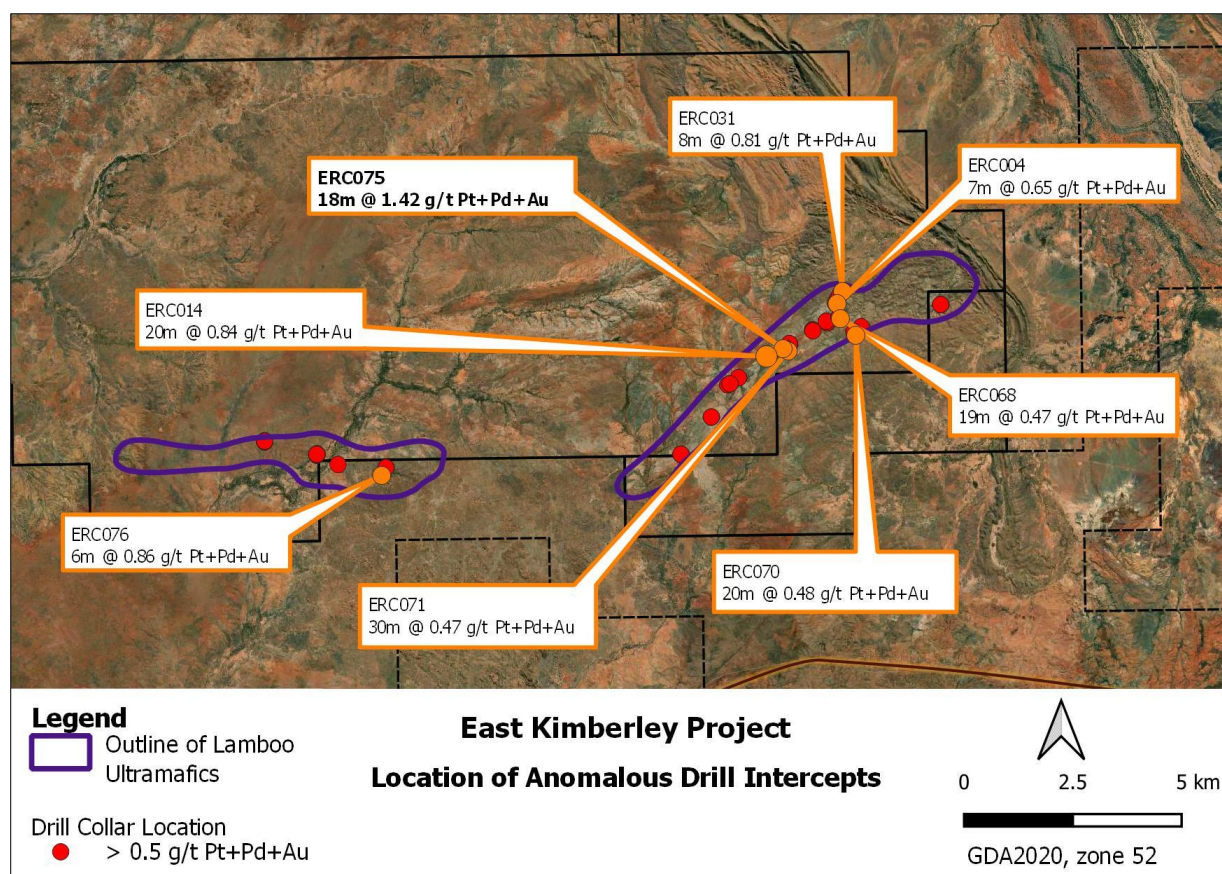 ERC031
8m @ 0.81 g/t Pt+Pd+Au
ERC004
7m @ 0.65 g/t Pt+Pd+Au
ERC075
18m @ 1.42 g/t Pt+Pd+Au
ERC014
20m @ 0.84 g/t Pt+Pd+Au
ERC068
19m @ 0.47 g/t Pt+Pd+Au
ERC076
6m @ 0.86 g/t Pt+Pd+Au
ERC070
20m @ 0.48 g/t Pt+Pd+Au
ERC071
30m @ 0.47 g/t Pt+Pd+Au
Legend
Outline of Lamboo
Ultramafics
Drill Collar Location
> 0.5 g/t Pt+Pd+Au
East Kimberley Project
Location of Anomalous Drill Intercepts
0 2.5 5 km
GDA2020, zone 52